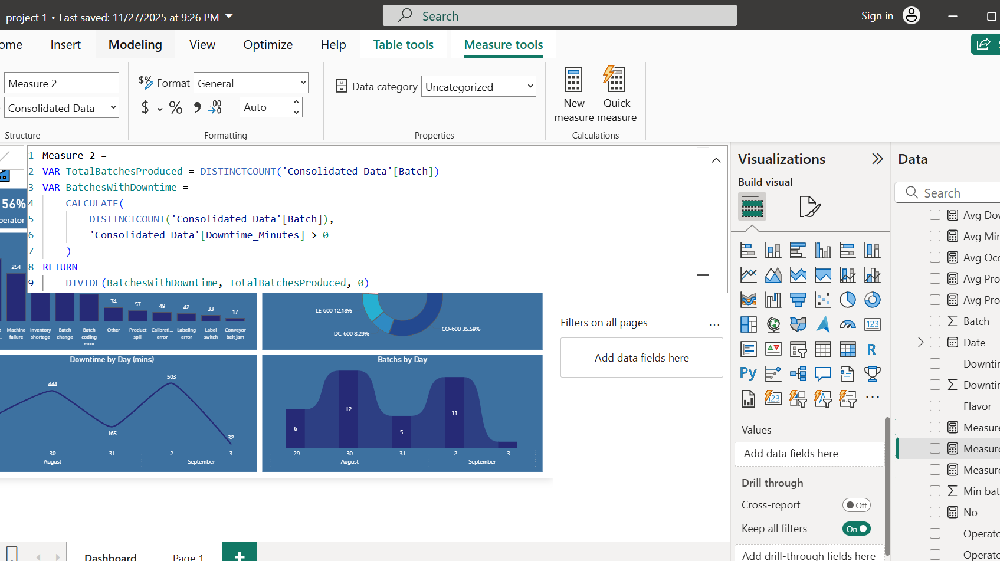 project 1 • Last saved: 11/27/2025 at 9:26 PM
Search
Sign in
ome
Insert
Modeling
View
Optimize
Help
Table tools
Measure tools
Measure 2
Format
General
Data category
Uncategorized
New
measure
Quick
measure
Consolidated Data
$
%
Auto
Structure
Formatting
Properties
Calculations
1 Measure 2 =
2 VAR TotalBatchesProduced = DISTINCTCOUNT('Consolidated Data'[Batch])
3 VAR BatchesWithDowntime =
4 CALCULATE(
5 DISTINCTCOUNT('Consolidated Data'[Batch]),
6 'Consolidated Data'[Downtime_Minutes] > 0
7 )
8 RETURN
9 DIVIDE(BatchesWithDowntime, TotalBatchesProduced, 0)
56%
perator
254
74
57
49
42
33
17
Machine
failure
Inventory
shortage
Batch
change
Batch
coding
error
Other
Product
spill
Calibrati...
error
Labeling
error
Label
switch
Conveyor
belt jam
LE-600 12.18%
DC-600 8.29%
CO-600 35.59%
Downtime by Day (mins)
444
165
503
32
30
31
2
3
August
September
Batchs by Day
6
12
5
11
29
30
31
2
3
August
September
Filters on all pages
...
Add data fields here
Visualizations
Build visual
123
R
Py
123
...
Values
Add data fields here
Drill through
Cross-report
Off
Keep all filters
On
Add drill-through fields here
Data
Search
Avg Dov
Avg Min
Avg Occ
Avg Pro
Avg Pro
Batch
Date
Downtin
Downtin
Flavor
Measure
Measure
Measure
Min bat
No
Operato
Operato
Dashboard
Page 1